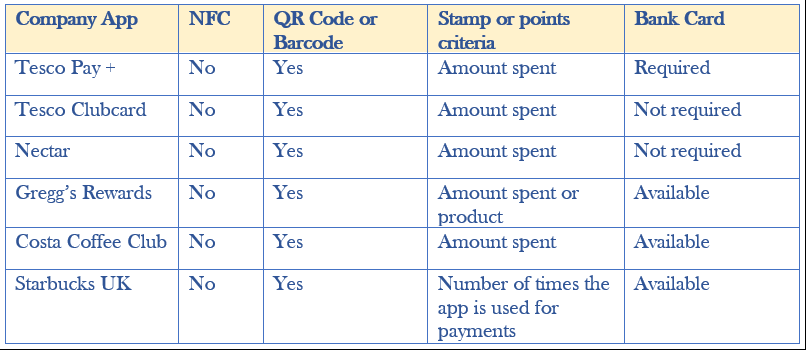 Company App NFC QR Code or Barcode Stamp or points criteria Bank Card
Tesco Pay + No Yes Amount spent Required
Tesco Clubcard No Yes Amount spent Not required
Nectar No Yes Amount spent Not required
Gregg's Rewards No Yes Amount spent or product Available
Costa Coffee Club No Yes Amount spent Available
Starbucks UK No Yes Number of times the app is used for payments Available